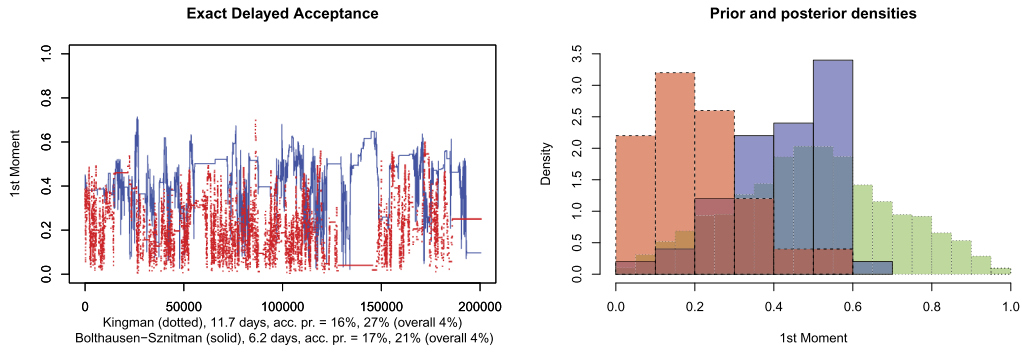 Exact Delayed Acceptance
1st Moment
0.0 0.2 0.4 0.6 0.8 1.0
0 50000 100000 150000 200000
Kingman (dotted), 11.7 days, acc. pr. = 16%, 27% (overall 4%)
Bolthausen−Sznitman (solid), 6.2 days, acc. pr. = 17%, 21% (overall 4%)
Prior and posterior densities
Density
0.0 0.5 1.0 1.5 2.0 2.5 3.0 3.5
0.0 0.2 0.4 0.6 0.8 1.0
1st Moment